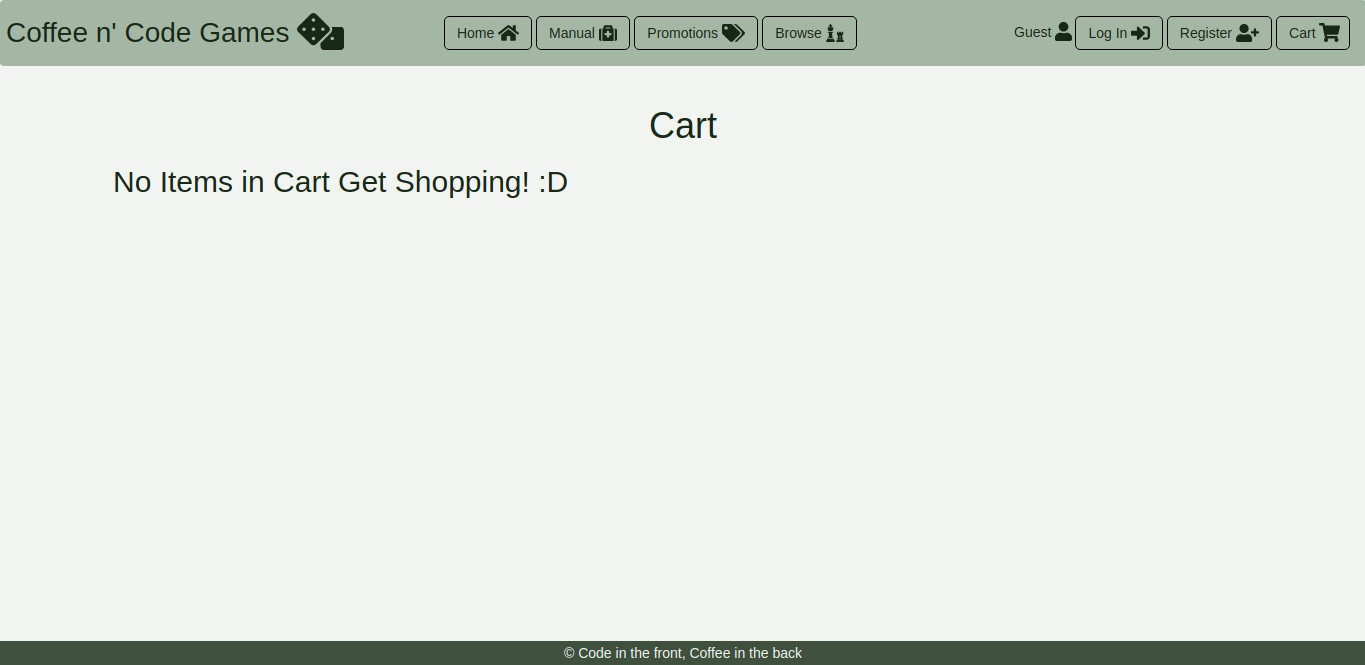 Coffee n' Code Games
Home
Manual
Promotions
Browse
Guest
Log In
Register
Cart
Cart
No Items in Cart Get Shopping! :D
© Code in the front, Coffee in the back